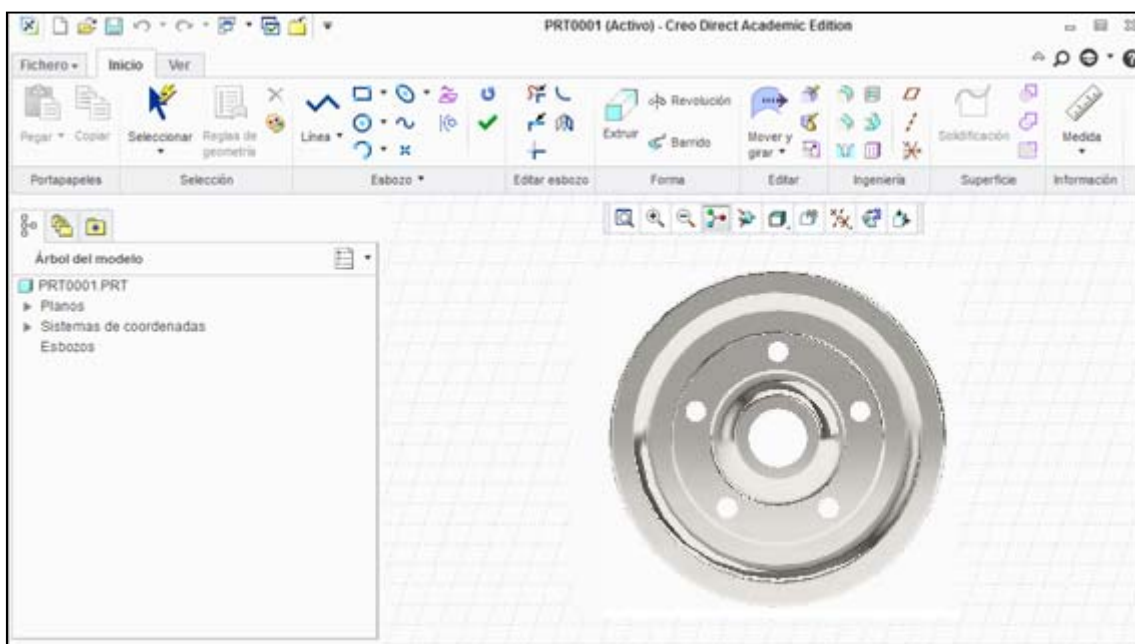 PRT0001 (Activo) - Creo Direct Academic Edition
Fichero Inicio Ver
Pegar Copiar Seleccionar Reglas de geometría Línea Extruir Revolución Barrido Mover y girar Solidificación Medida
Portapapeles Selección Esbozo Editar esbozo Forma Editar Ingeniería Superficie Información
Árbol del modelo
PRT0001.PRT
Planos
Sistemas de coordenadas
Esbozos